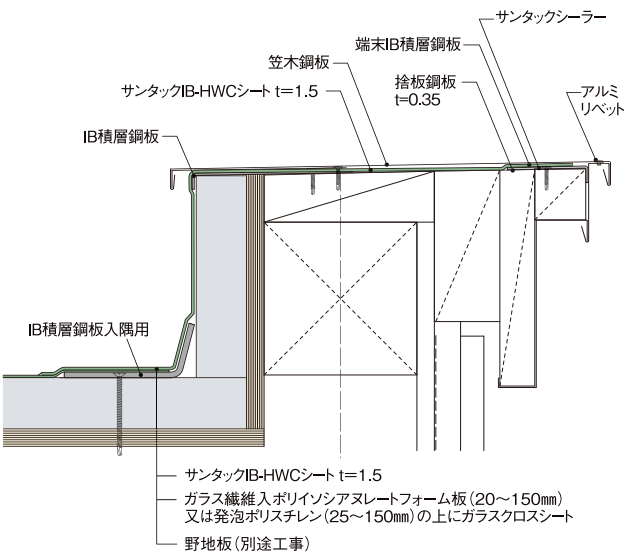 サンタックシーラー
端末IB積層鋼板
笠木鋼板
捨板鋼板
t=0.35
サンタックIB-HWCシート t=1.5
アルミ
リベット
IB積層鋼板
IB積層鋼板入隅用
サンタックIB-HWCシート t=1.5
ガラス繊維入ポリイソシアヌレートフォーム板（20～150㎜）
又は発泡ポリスチレン（25～150㎜）の上にガラスクロスシート
野地板（別途工事）